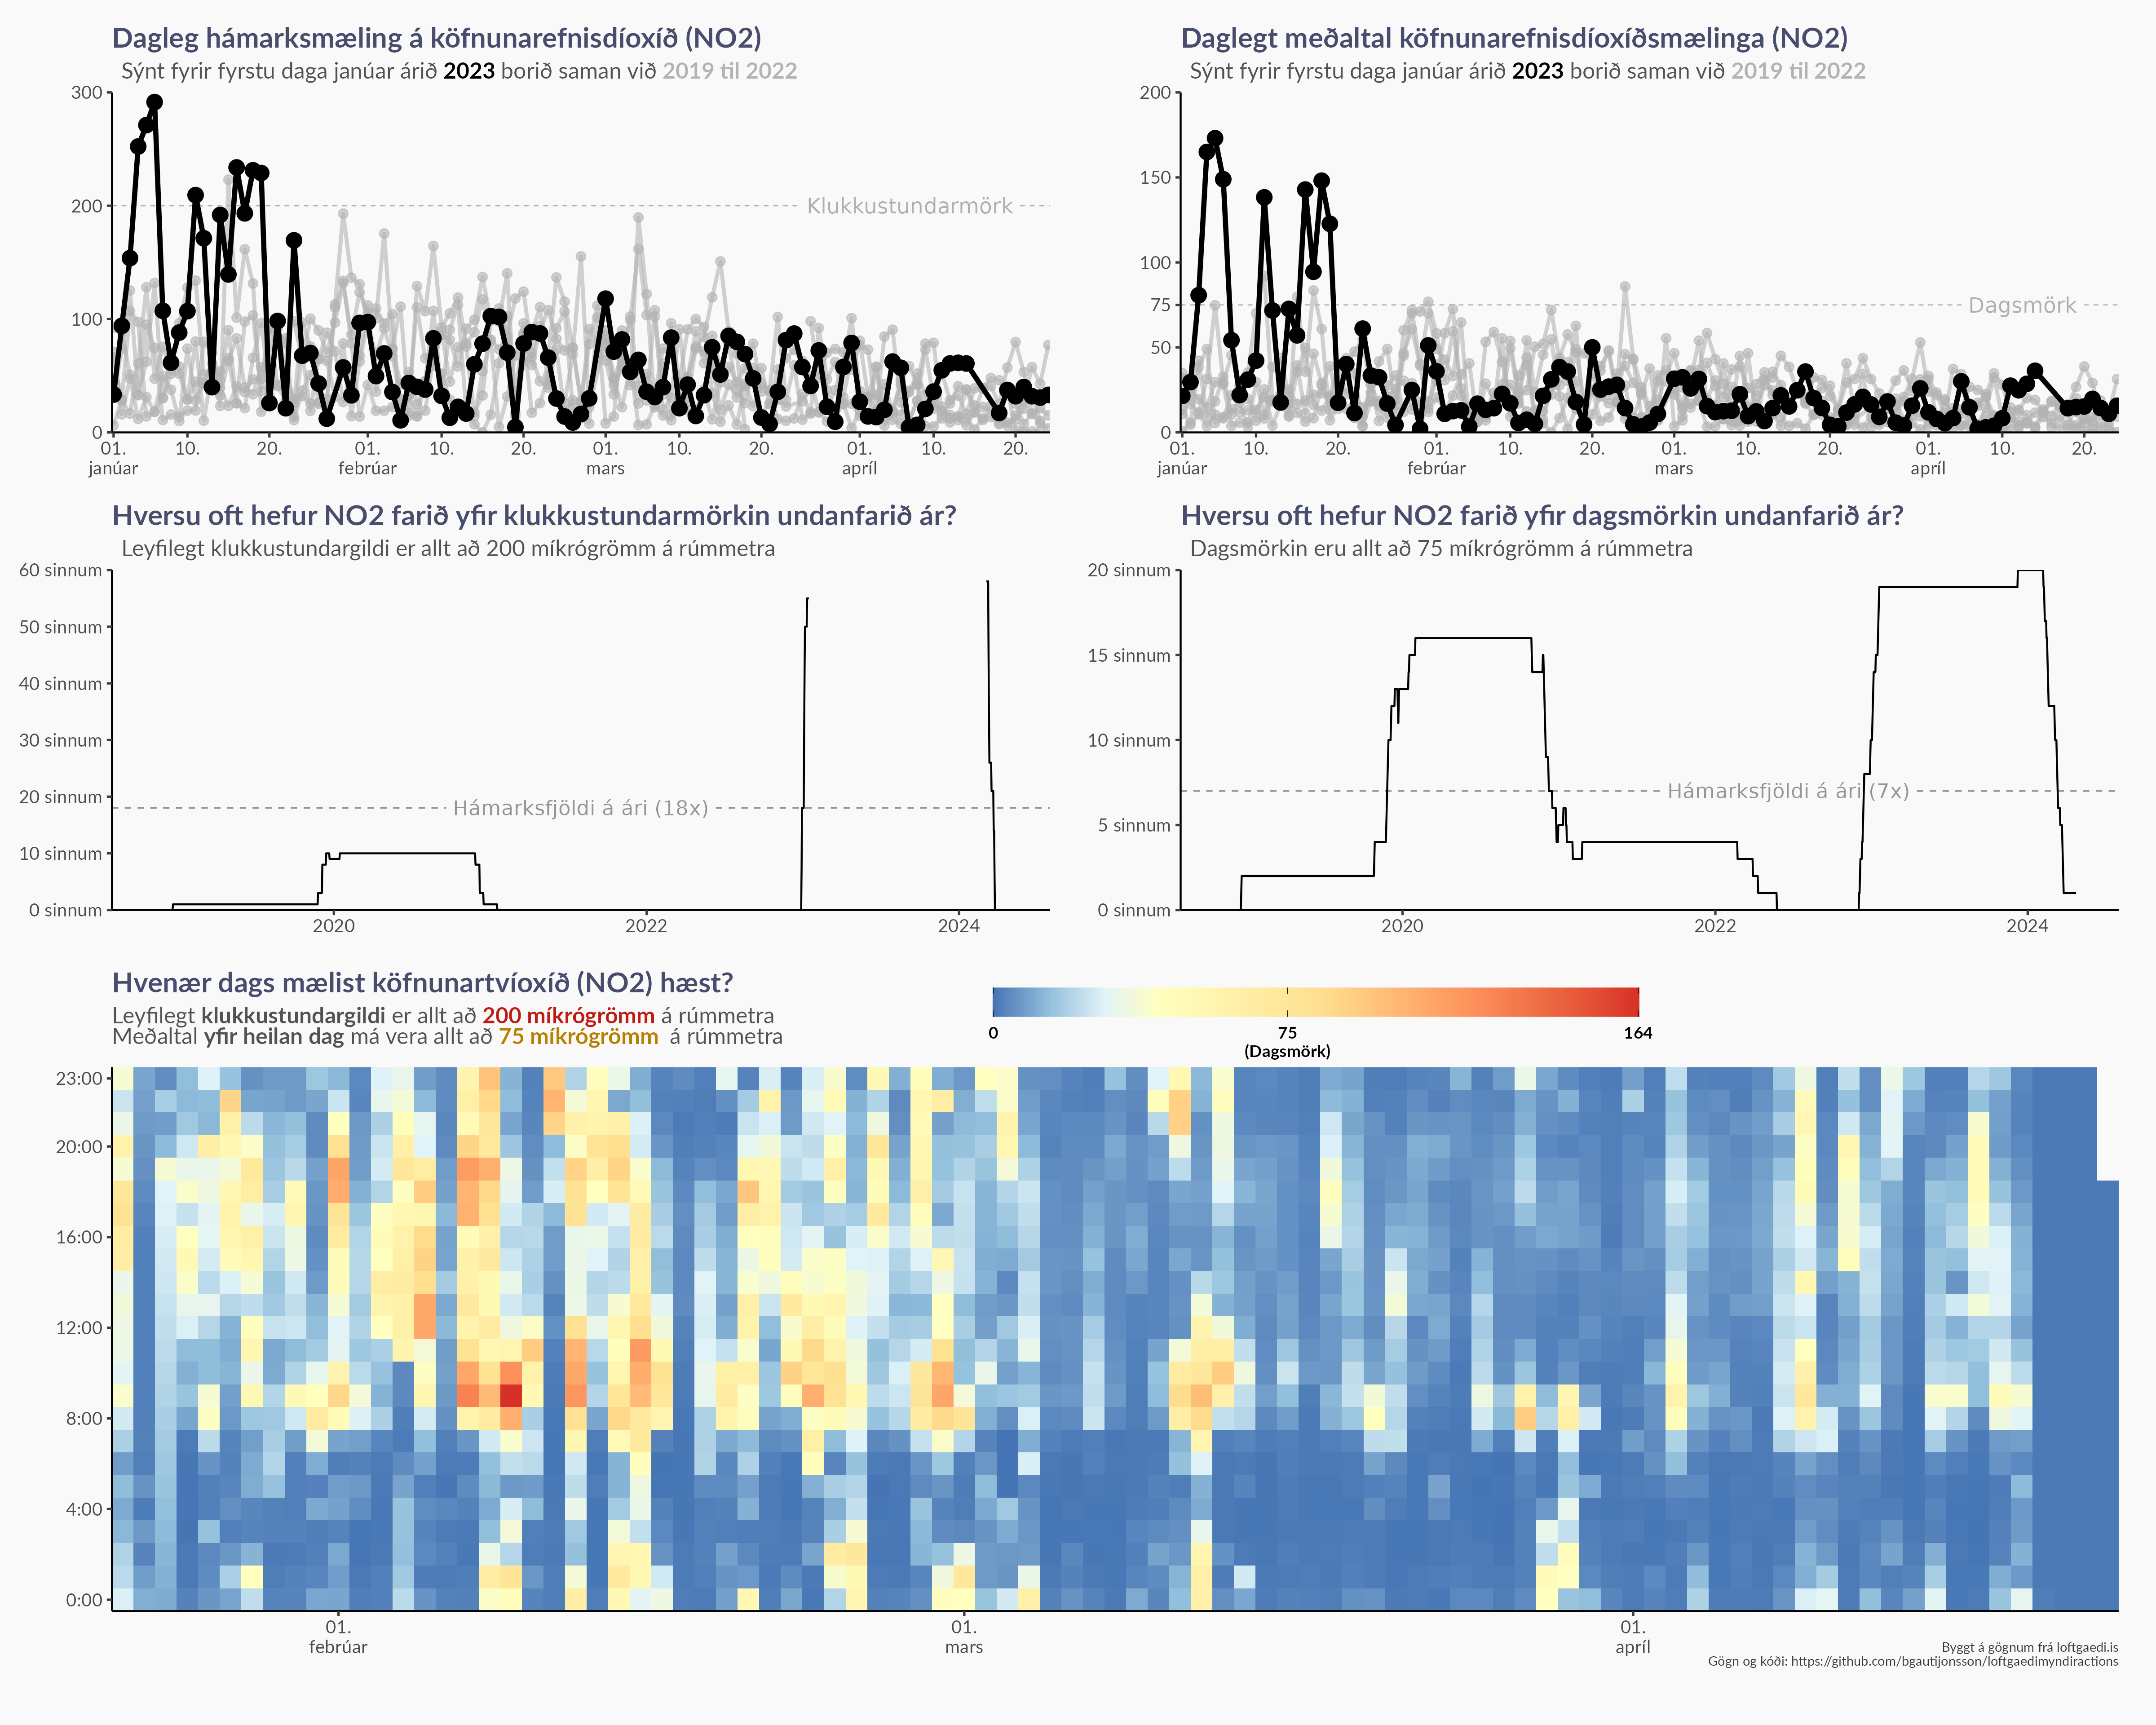 Dagleg hámarksmæling á köfnunarefnisdíoxíð (NO2)
Sýnt fyrir fyrstu daga janúar árið 2023 borið saman við 2019 til 2022
300
200
100
0
Klukkustundarmörk
01. 10. 20. 01. 10. 20. 01. 10. 20. 01. 10. 20.
janúar febrúar mars apríl
Daglegt meðaltal köfnunarefnisdíoxíðsmælinga (NO2)
Sýnt fyrir fyrstu daga janúar árið 2023 borið saman við 2019 til 2022
200
150
100
75
50
0
Dagsmörk
01. 10. 20. 01. 10. 20. 01. 10. 20. 01. 10. 20.
janúar febrúar mars apríl
Hversu oft hefur NO2 farið yfir klukkustundarmörkin undanfarið ár?
Leyfilegt klukkustundargildi er allt að 200 míkrógrömm á rúmmetra
60 sinnum
50 sinnum
40 sinnum
30 sinnum
20 sinnum
10 sinnum
0 sinnum
Hámarksfjöldi á ári (18x)
2020 2022 2024
Hversu oft hefur NO2 farið yfir dagsmörkin undanfarið ár?
Dagsmörkin eru allt að 75 míkrógrömm á rúmmetra
20 sinnum
15 sinnum
10 sinnum
5 sinnum
0 sinnum
Hámarksfjöldi á ári (7x)
2020 2022 2024
Hvenær dags mælist köfnunartvíoxíð (NO2) hæst?
Leyfilegt klukkustundargildi er allt að 200 míkrógrömm á rúmmetra
Meðaltal yfir heilan dag má vera allt að 75 míkrógrömm á rúmmetra
0 75 164
(Dagsmörk)
23:00
20:00
16:00
12:00
8:00
4:00
0:00
01. 01. 01.
febrúar mars apríl
Byggt á gögnum frá loftgaedi.is
Gögn og kóði: https://github.com/bgautijonsson/loftgaedimyndiractions